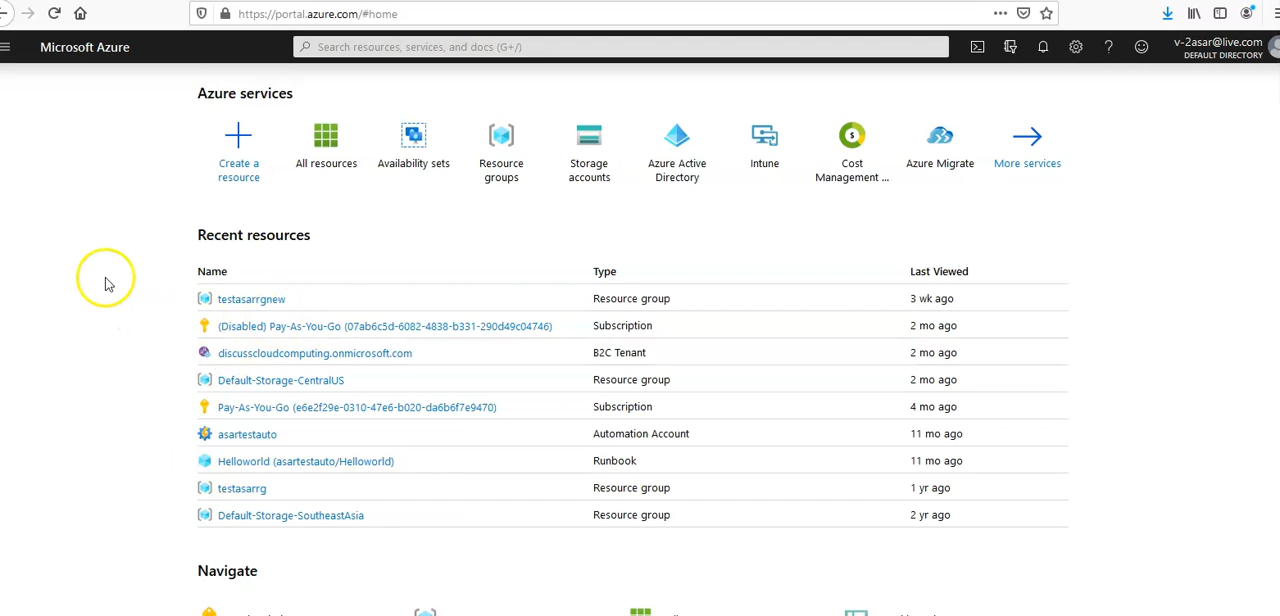 https://portal.azure.com/#home
Microsoft Azure
Search resources, services, and docs (G+/)
v-2asar@live.com
DEFAULT DIRECTORY
Azure services
Create a resource
All resources
Availability sets
Resource groups
Storage accounts
Azure Active Directory
Intune
Cost Management ...
Azure Migrate
More services
Recent resources
Name Type Last Viewed
testasarrgnew Resource group 3 wk ago
(Disabled) Pay-As-You-Go (07ab6c5d-6082-4838-b331-290d49c04746) Subscription 2 mo ago
discusscloudcomputing.onmicrosoft.com B2C Tenant 2 mo ago
Default-Storage-CentralUS Resource group 2 mo ago
Pay-As-You-Go (e6e2f29e-0310-47e6-b020-da6b6f7e9470) Subscription 4 mo ago
asartestauto Automation Account 11 mo ago
Helloworld (asartestauto/Helloworld) Runbook 11 mo ago
testasarrg Resource group 1 yr ago
Default-Storage-SoutheastAsia Resource group 2 yr ago
Navigate